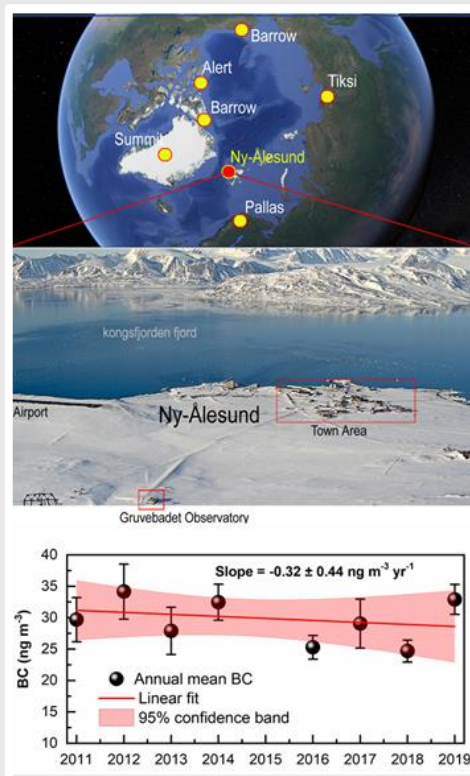 Barrow
Alert
Tiksi
Barrow
Summit
Ny-Ålesund
Pallas
kongsfjorden fjord
Airport
Ny-Ålesund
Town Area
Gruvebadet Observatory
Slope = -0.32 ± 0.44 ng m⁻³ yr⁻¹
BC (ng m⁻³)
40
35
30
25
20
15
10
5
0
Annual mean BC
Linear fit
95% confidence band
2011 2012 2013 2014 2015 2016 2017 2018 2019